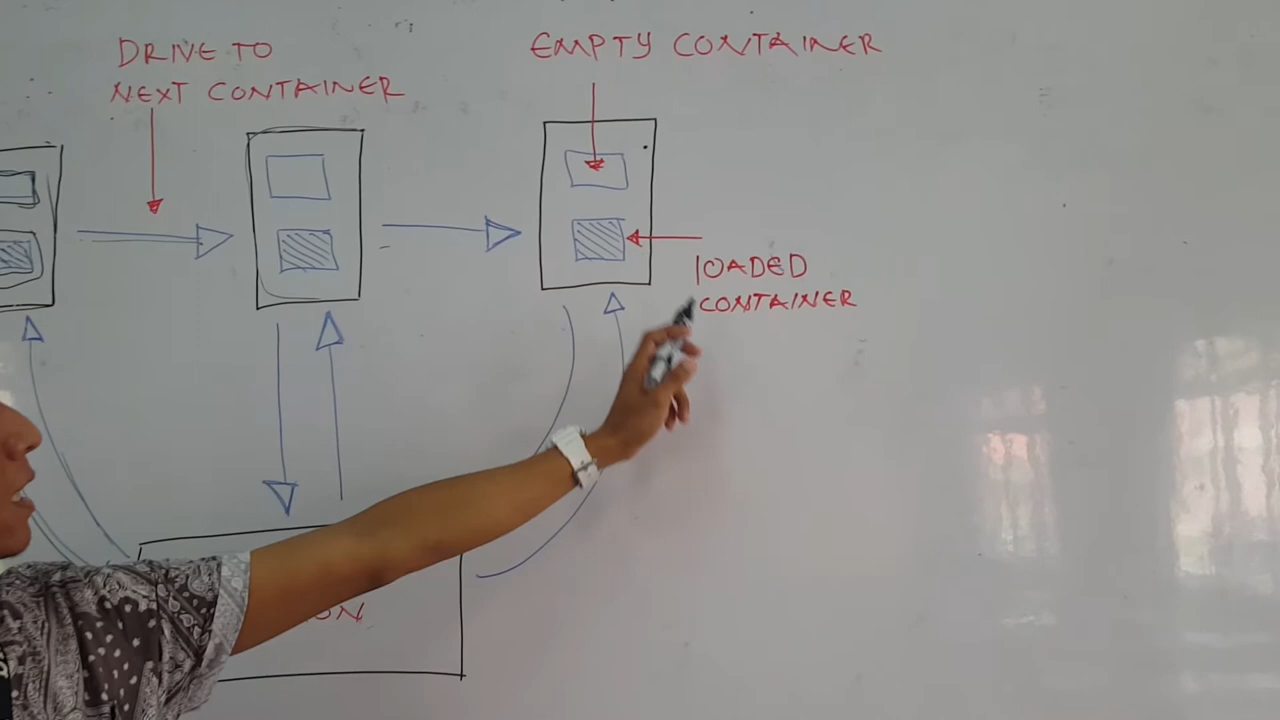 DRIVE TO
NEXT CONTAINER
EMPTY CONTAINER
LOADED
CONTAINER